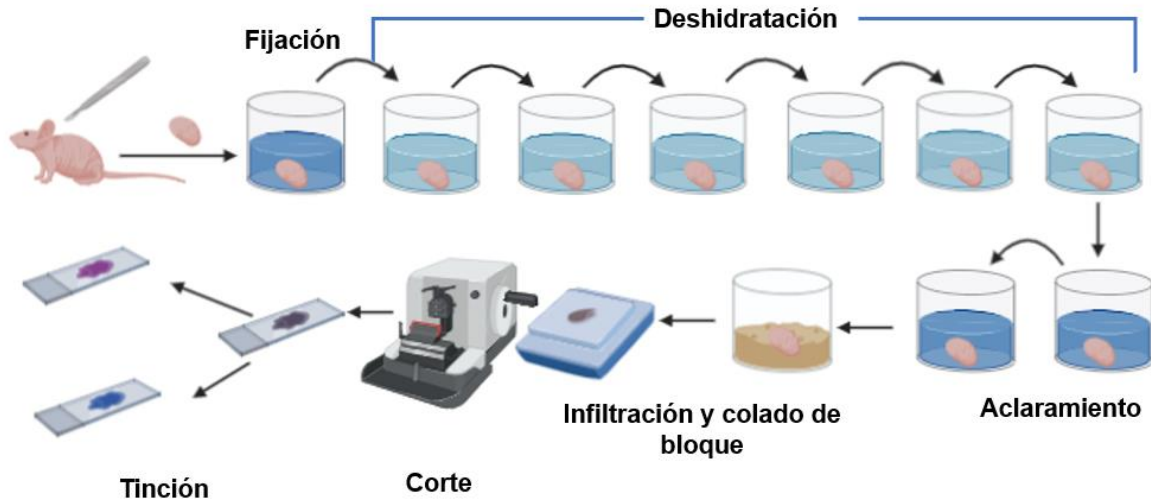 Deshidratación
Fijación
Aclaramiento
Infiltración y colado de
bloque
Corte
Tinción